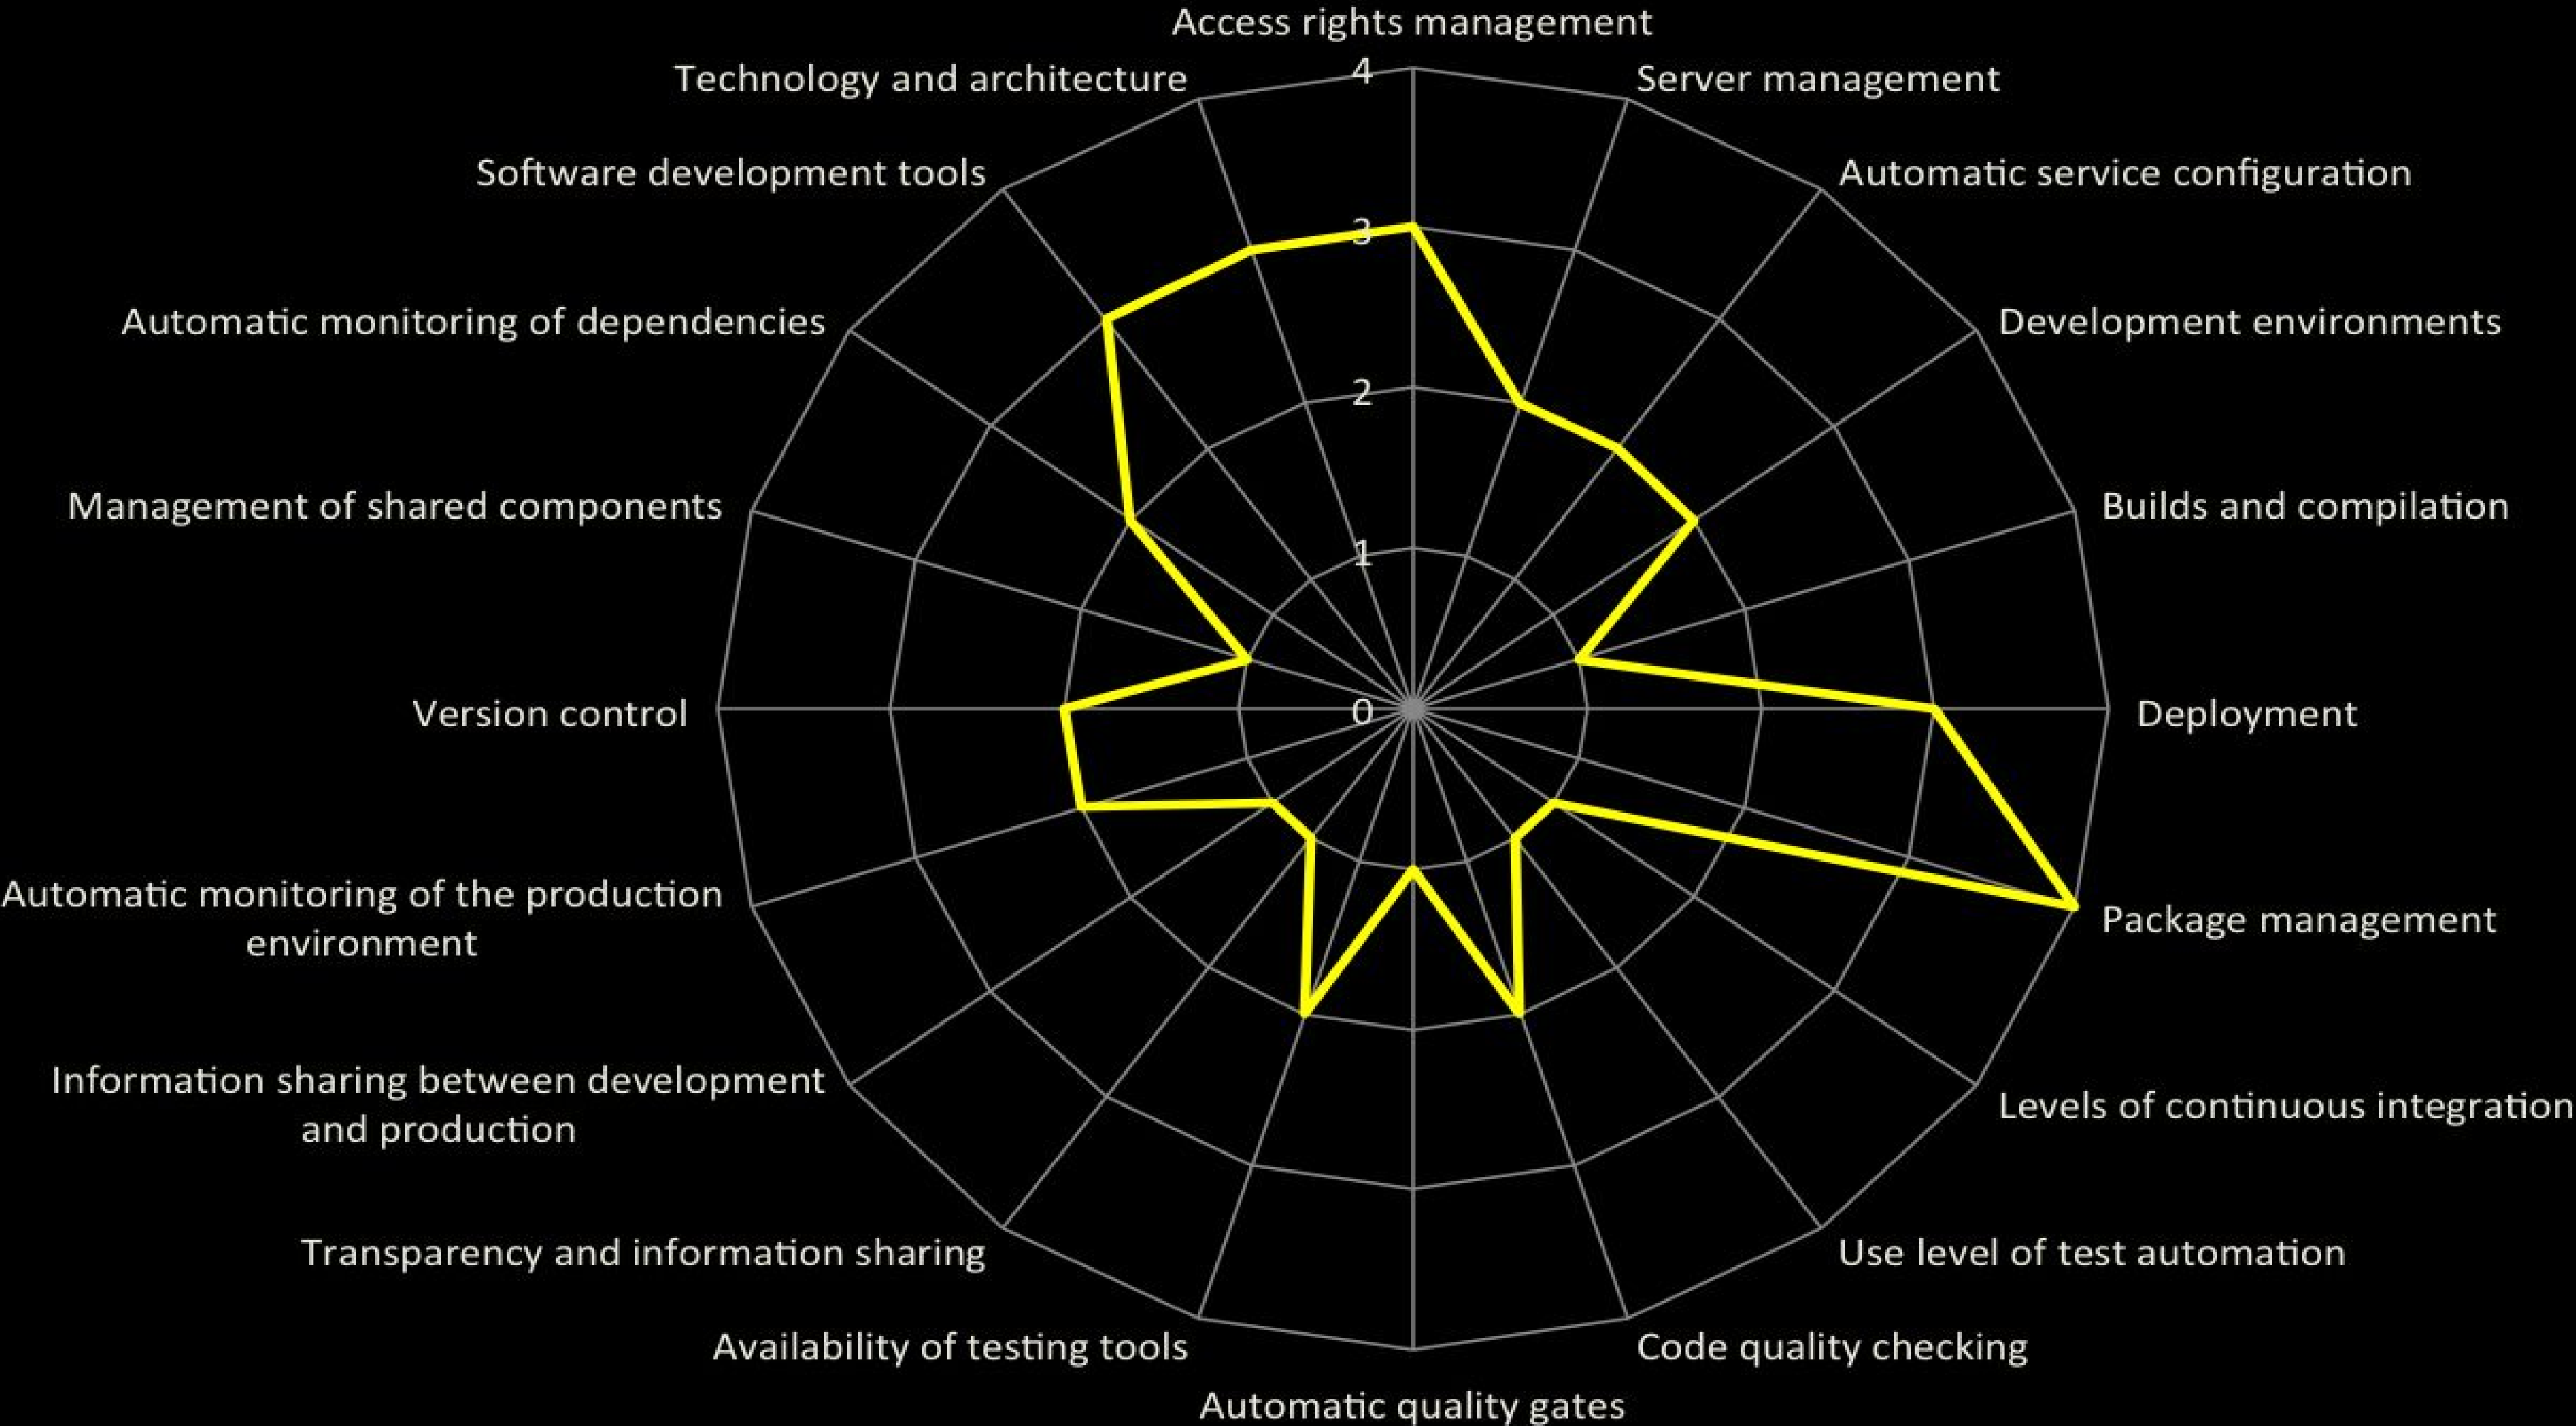 Access rights management
4
Technology and architecture
Server management
Software development tools
Automatic service configuration
3
Automatic monitoring of dependencies
Development environments
2
Management of shared components
Builds and compilation
1
Version control
0
Deployment
Automatic monitoring of the production
environment
Package management
Information sharing between development
and production
Levels of continuous integration
Transparency and information sharing
Use level of test automation
Availability of testing tools
Code quality checking
Automatic quality gates